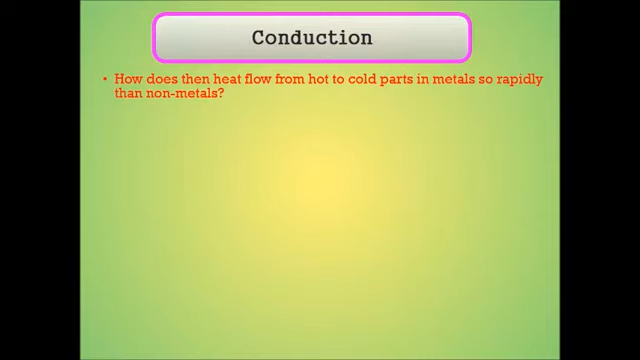 Conduction
• How does then heat flow from hot to cold parts in metals so rapidly
than non-metals?